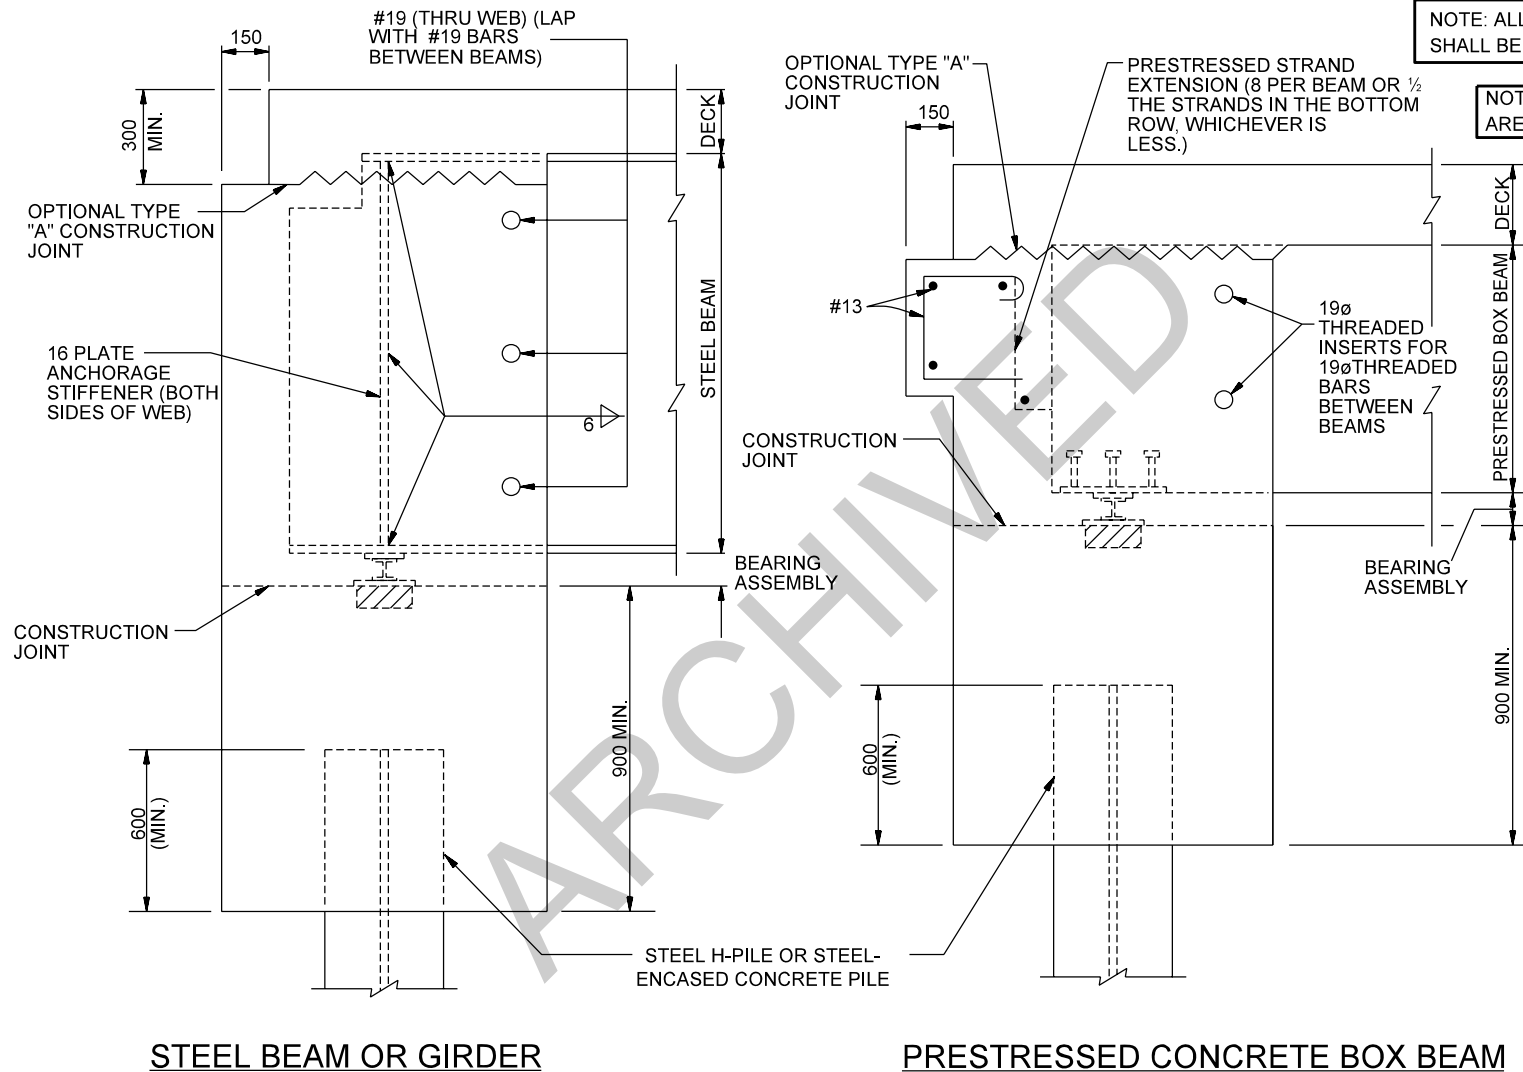 #19 (THRU WEB) (LAP
WITH #19 BARS
BETWEEN BEAMS)
150
300
MIN.
DECK
OPTIONAL TYPE
"A" CONSTRUCTION
JOINT
STEEL BEAM
16 PLATE
ANCHORAGE
STIFFENER (BOTH
SIDES OF WEB)
6
BEARING
ASSEMBLY
CONSTRUCTION
JOINT
900 MIN.
600
(MIN.)
STEEL H-PILE OR STEEL-
ENCASED CONCRETE PILE
STEEL BEAM OR GIRDER
NOTE: ALL
SHALL BE
NOT
ARE
OPTIONAL TYPE "A"
CONSTRUCTION
JOINT
PRESTRESSED STRAND
EXTENSION (8 PER BEAM OR ½
THE STRANDS IN THE BOTTOM
ROW, WHICHEVER IS
LESS.)
150
DECK
#13
19ø
THREADED
INSERTS FOR
19øTHREADED
BARS
BETWEEN
BEAMS
PRESTRESSED BOX BEAM
CONSTRUCTION
JOINT
BEARING
ASSEMBLY
900 MIN.
600
(MIN.)
PRESTRESSED CONCRETE BOX BEAM
ARCHIVED